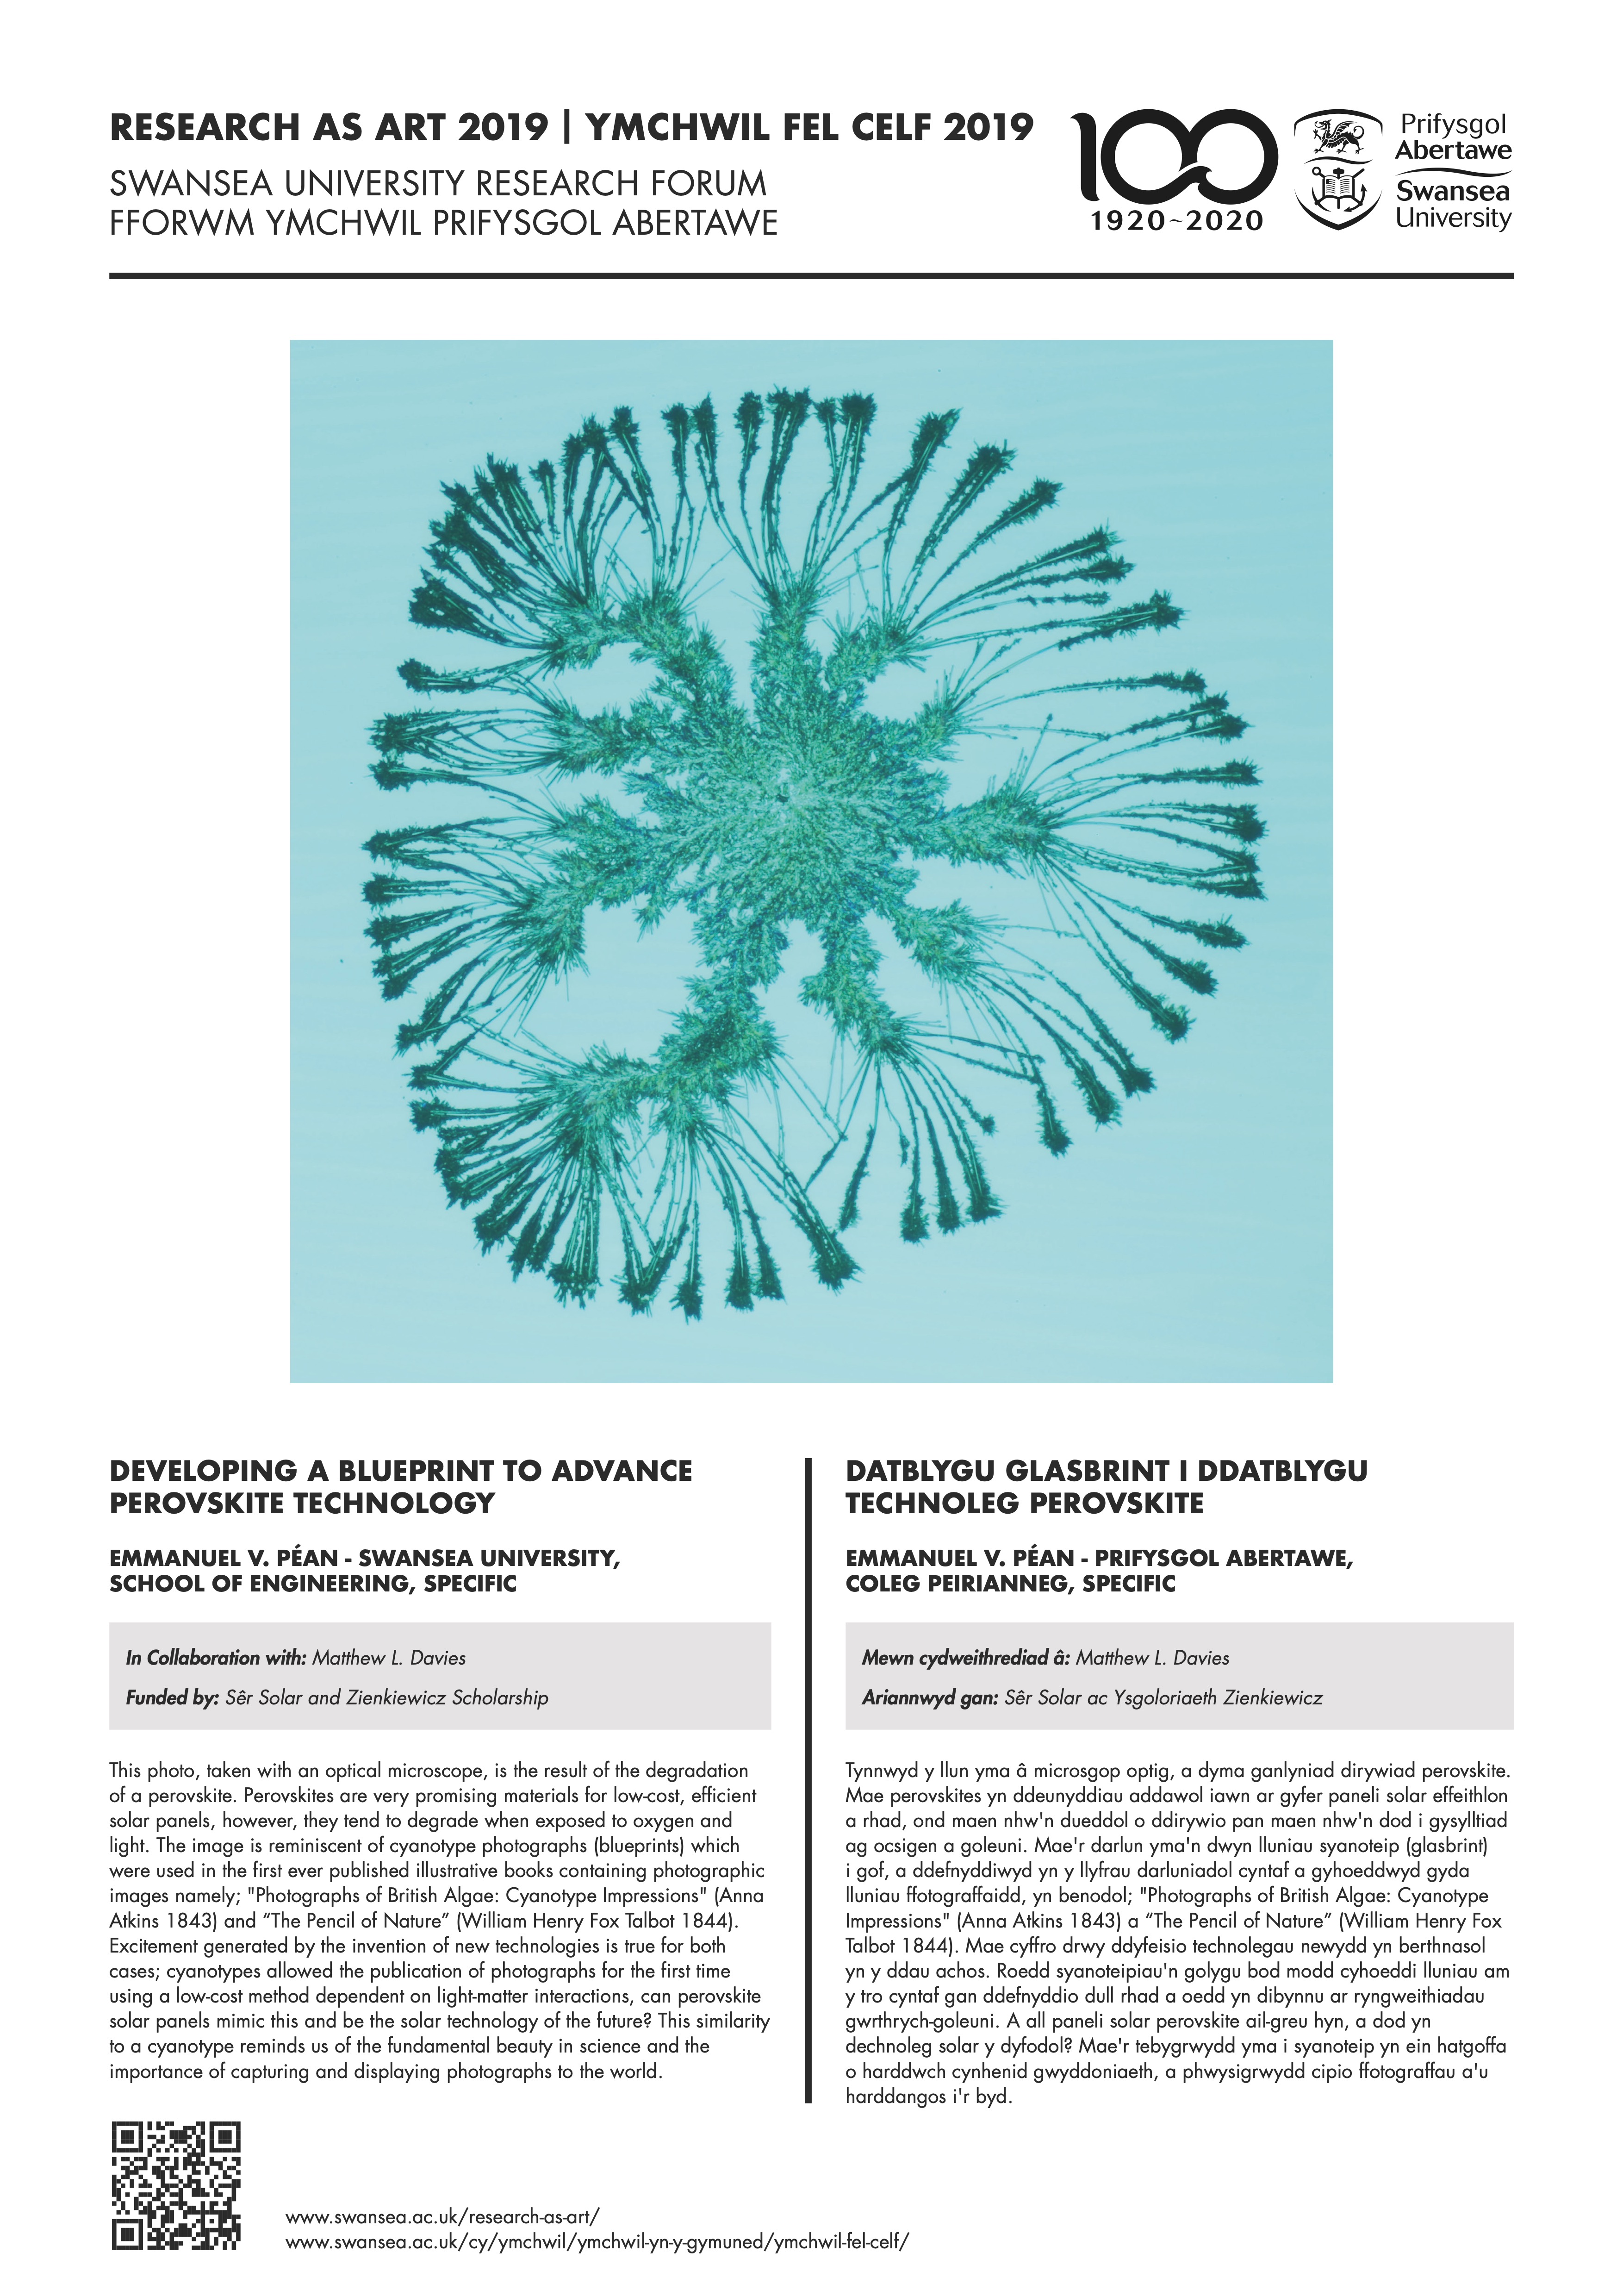 RESEARCH AS ART 2019 | YMCHWIL FEL CELF 2019
SWANSEA UNIVERSITY RESEARCH FORUM
FFORWM YMCHWIL PRIFYSGOL ABERTAWE
100
1920~2020
Prifysgol
Abertawe
Swansea
University
DEVELOPING A BLUEPRINT TO ADVANCE
PEROVSKITE TECHNOLOGY
EMMANUEL V. PÉAN - SWANSEA UNIVERSITY,
SCHOOL OF ENGINEERING, SPECIFIC
In Collaboration with: Matthew L. Davies
Funded by: Sêr Solar and Zienkiewicz Scholarship
This photo, taken with an optical microscope, is the result of the degradation
of a perovskite. Perovskites are very promising materials for low-cost, efficient
solar panels, however, they tend to degrade when exposed to oxygen and
light. The image is reminiscent of cyanotype photographs (blueprints) which
were used in the first ever published illustrative books containing photographic
images namely; "Photographs of British Algae: Cyanotype Impressions" (Anna
Atkins 1843) and “The Pencil of Nature” (William Henry Fox Talbot 1844).
Excitement generated by the invention of new technologies is true for both
cases; cyanotypes allowed the publication of photographs for the first time
using a low-cost method dependent on light-matter interactions, can perovskite
solar panels mimic this and be the solar technology of the future? This similarity
to a cyanotype reminds us of the fundamental beauty in science and the
importance of capturing and displaying photographs to the world.
DATBLYGU GLASBRINT I DDATBLYGU
TECHNOLEG PEROVSKITE
EMMANUEL V. PÉAN - PRIFYSGOL ABERTAWE,
COLEG PEIRIANNEG, SPECIFIC
Mewn cydweithrediad â: Matthew L. Davies
Ariannwyd gan: Sêr Solar ac Ysgoloriaeth Zienkiewicz
Tynnwyd y llun yma â microsgop optig, a dyma ganlyniad dirywiad perovskite.
Mae perovskites yn ddeunyddiau addawol iawn ar gyfer paneli solar effeithlon
a rhad, ond maen nhw'n dueddol o ddirywio pan maen nhw'n dod i gysylltiad
ag ocsigen a goleuni. Mae'r darlun yma'n dwyn lluniau syanoteip (glasbrint)
i gof, a ddefnyddiwyd yn y llyfrau darluniadol cyntaf a gyhoeddwyd gyda
lluniau ffotograffaidd, yn benodol; "Photographs of British Algae: Cyanotype
Impressions" (Anna Atkins 1843) a “The Pencil of Nature” (William Henry Fox
Talbot 1844). Mae cyffro drwy ddyfeisio technolegau newydd yn berthnasol
yn y ddau achos. Roedd syanoteipiau'n golygu bod modd cyhoeddi lluniau am
y tro cyntaf gan ddefnyddio dull rhad a oedd yn dibynnu ar ryngweithiadau
gwrthrych-goleuni. A all paneli solar perovskite ail-greu hyn, a dod yn
dechnoleg solar y dyfodol? Mae'r tebygrwydd yma i syanoteip yn ein hatgoffa
o harddwch cynhenid gwyddoniaeth, a phwysigrwydd cipio ffotograffau a'u
harddangos i'r byd.
www.swansea.ac.uk/research-as-art/
www.swansea.ac.uk/cy/ymchwil/ymchwil-yn-y-gymuned/ymchwil-fel-celf/